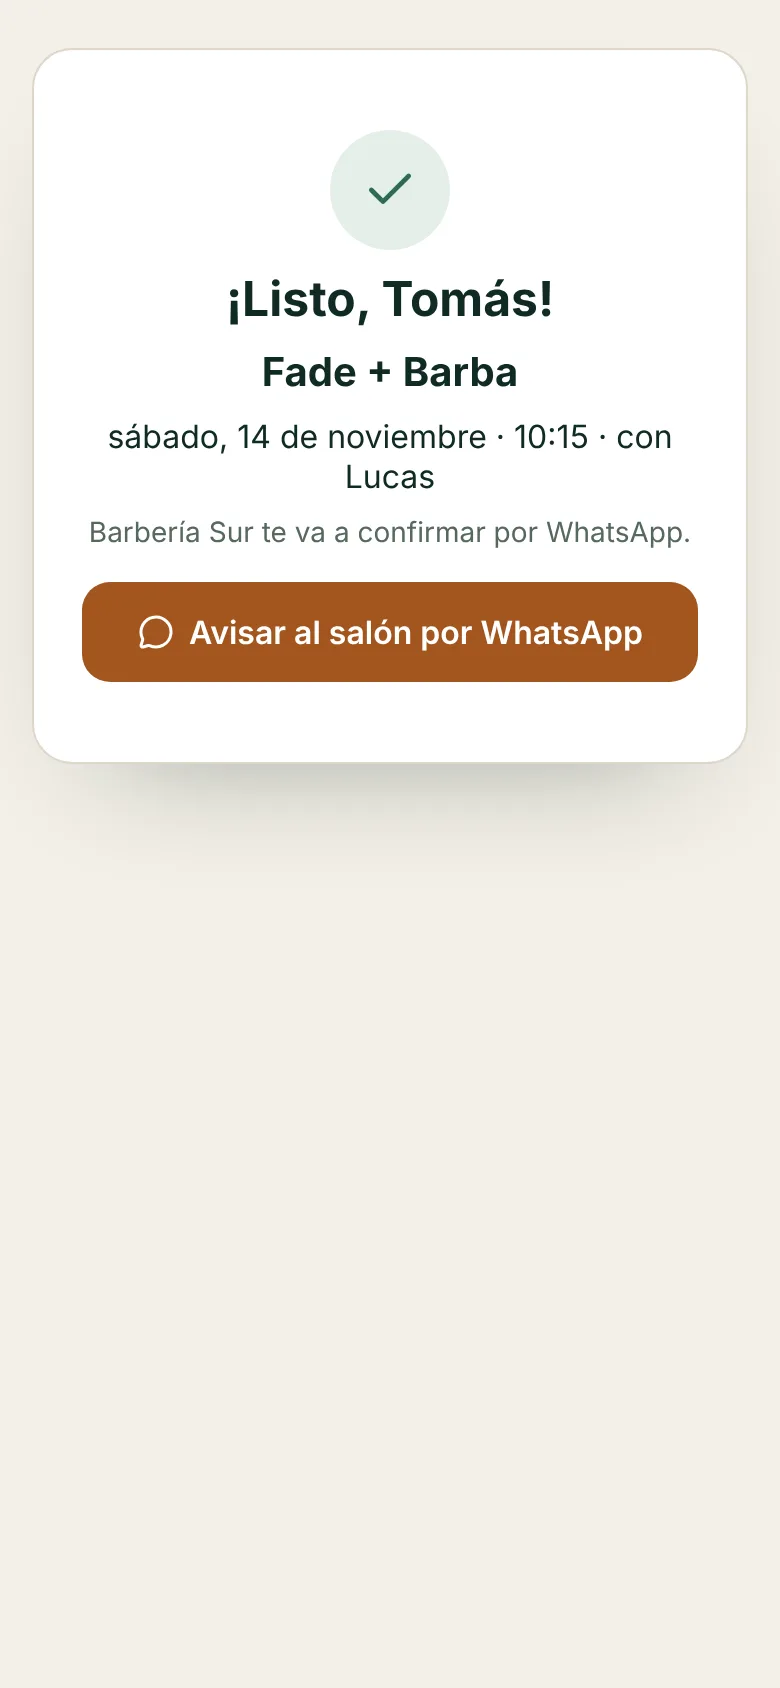 ¡Listo, Tomás!
Fade + Barba
sábado, 14 de noviembre · 10:15 · con
Lucas
Barbería Sur te va a confirmar por WhatsApp.
Avisar al salón por WhatsApp